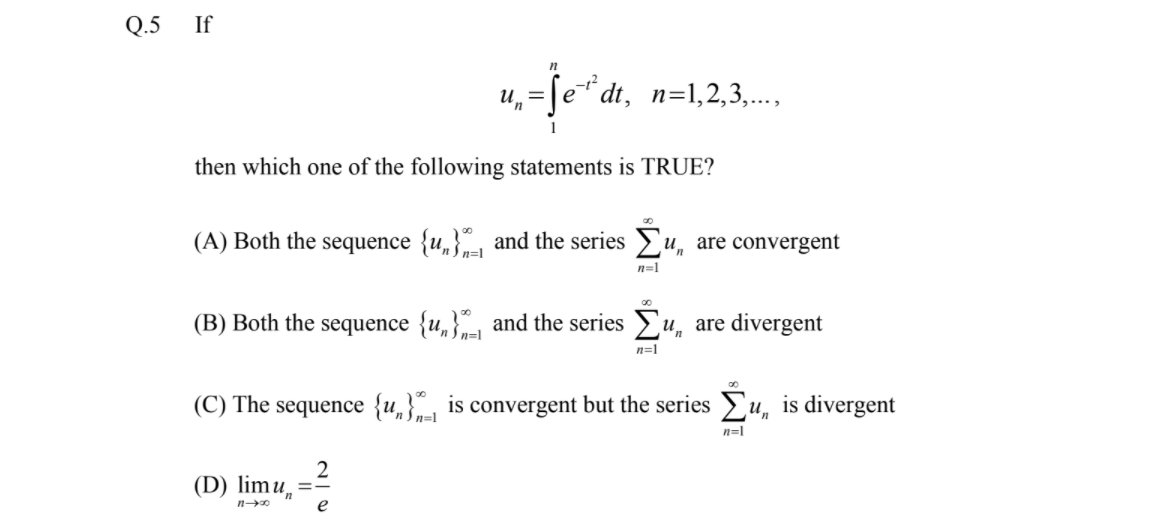 Q.5 If
$u_n = \int_1^n e^{-t^2} dt, \quad n=1,2,3,\ldots,$
then which one of the following statements is TRUE?
(A) Both the sequence $\{u_n\}_{n=1}^{\infty}$ and the series $\sum_{n=1}^{\infty} u_n$ are convergent
(B) Both the sequence $\{u_n\}_{n=1}^{\infty}$ and the series $\sum_{n=1}^{\infty} u_n$ are divergent
(C) The sequence $\{u_n\}_{n=1}^{\infty}$ is convergent but the series $\sum_{n=1}^{\infty} u_n$ is divergent
(D) $\lim_{n \to \infty} u_n = \frac{2}{e}$